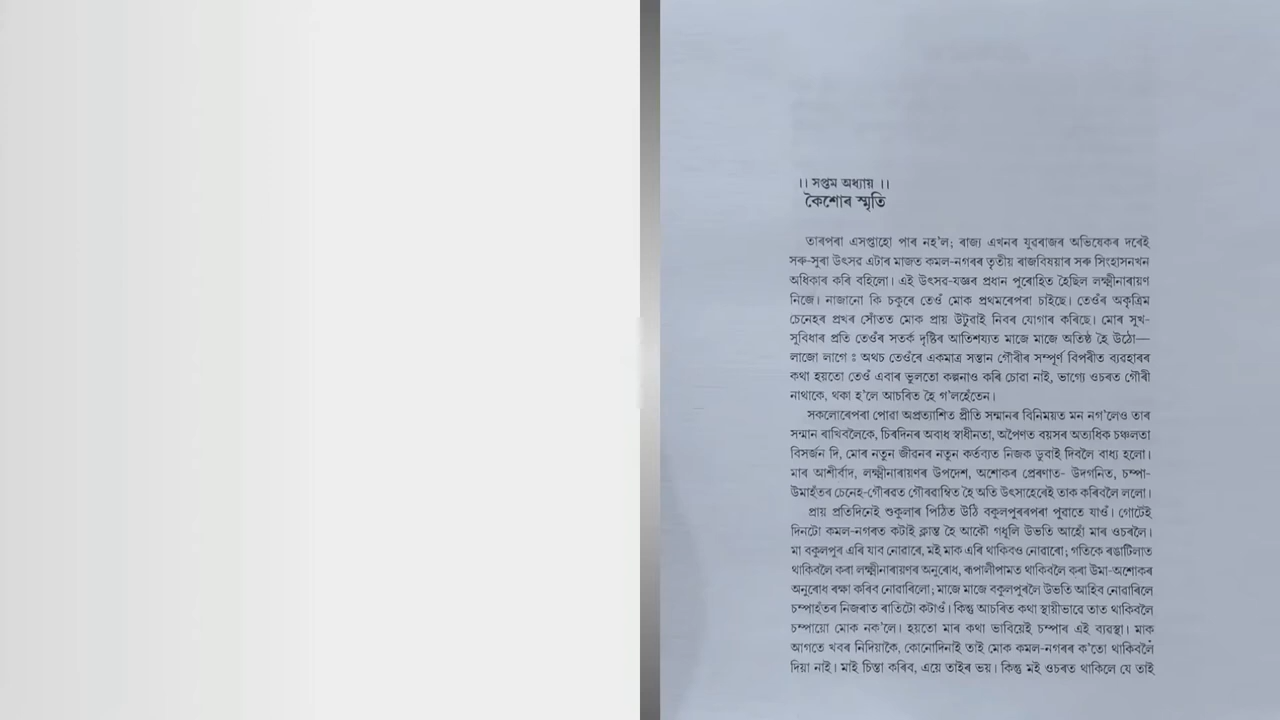 ।। সপ্তম অধ্যায় ।।
কৈশোৰ স্মৃতি
তাৰপৰা এসপ্তাহো পাৰ নহ'ল; ৰাজ্য এখনৰ যুৱৰাজৰ অভিষেকৰ দৰেই
সৰু-সুৰা উৎসৱ এটাৰ মাজত কমল-নগৰৰ তৃতীয় ৰাজবিষয়াৰ সৰু সিংহাসনখন
অধিকাৰ কৰি বহিলো। এই উৎসৱ-যজ্ঞৰ প্ৰধান পুৰোহিত হৈছিল লক্ষ্মীনাৰায়ণ
নিজে। নাজানো কি চকুৰে তেওঁ মোক প্ৰথমৰেপৰা চাইছে। তেওঁৰ অকৃত্ৰিম
চেনেহৰ প্ৰখৰ সোঁতত মোক প্ৰায় উটুৱাই নিবৰ যোগাৰ কৰিছে। মোৰ সুখ-
সুবিধাৰ প্ৰতি তেওঁৰ সতৰ্ক দৃষ্টিৰ আতিশয্যত মাজে মাজে অতিষ্ঠ হৈ উঠো—
লাজো লাগে ঃ অথচ তেওঁৰে একমাত্ৰ সন্তান গৌৰীৰ সম্পূৰ্ণ বিপৰীত ব্যৱহাৰৰ
কথা হয়তো তেওঁ এবাৰ ভুলতো কল্পনাও কৰি চোৱা নাই, ভাগ্যে ওচৰত গৌৰী
নাথাকে, থকা হ'লে আচৰিত হৈ গ'লহেঁতেন।
সকলোৰেপৰা পোৱা অপ্ৰত্যাশিত প্ৰীতি সন্মানৰ বিনিময়ত মন নগ'লেও তাৰ
সন্মান ৰাখিবলৈকে, চিৰদিনৰ অবাধ স্বাধীনতা, অপৈণত বয়সৰ অত্যধিক চঞ্চলতা
বিসৰ্জন দি, মোৰ নতুন জীৱনৰ নতুন কৰ্তব্যত নিজক ডুবাই দিবলৈ বাধ্য হলো।
মাৰ আশীৰ্বাদ, লক্ষ্মীনাৰায়ণৰ উপদেশ, অশোকৰ প্ৰেৰণাত- উদগনিত, চম্পা-
উমাহঁতৰ চেনেহ-গৌৰৱত গৌৰৱান্বিত হৈ অতি উৎসাহেৰেই তাক কৰিবলৈ ললো।
প্ৰায় প্ৰতিদিনেই শুকুলাৰ পিঠিত উঠি বকুলপুৰৰপৰা পুৱাতে যাওঁ। গোটেই
দিনটো কমল-নগৰত কটাই ক্লান্ত হৈ আকৌ গধূলি উভতি আহোঁ মাৰ ওচৰলৈ।
মা বকুলপুৰ এৰি যাব নোৱাৰে, মই মাক এৰি থাকিবও নোৱাৰো; গতিকে ৰঙাটিলাত
থাকিবলৈ কৰা লক্ষ্মীনাৰায়ণৰ অনুৰোধ, ৰূপালীপামত থাকিবলৈ কৰা উমা-অশোকৰ
অনুৰোধ ৰক্ষা কৰিব নোৱাৰিলো; মাজে মাজে বকুলপুৰলৈ উভতি আহিব নোৱাৰিলে
চম্পাহঁতৰ নিজৰাত ৰাতিটো কটাওঁ। কিন্তু আচৰিত কথা স্থায়ীভাৱে তাত থাকিবলৈ
চম্পায়ো মোক নক'লে। হয়তো মাৰ কথা ভাবিয়েই চম্পাৰ এই ব্যৱস্থা। মাক
আগতে খবৰ নিদিয়াকৈ, কোনোদিনাই তাই মোক কমল-নগৰৰ ক'তো থাকিবলৈ
দিয়া নাই। মাই চিন্তা কৰিব, এয়ে তাইৰ ভয়। কিন্তু মই ওচৰত থাকিলে যে তাই